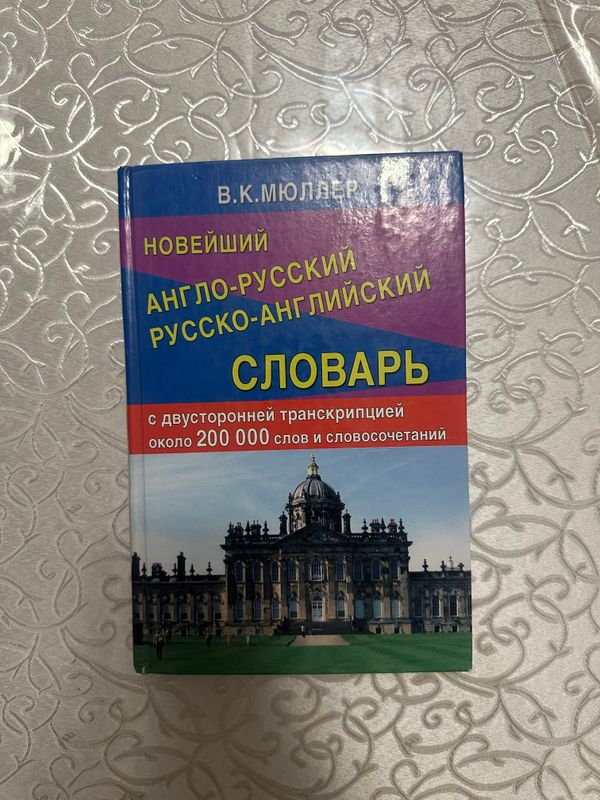 В.К.МЮЛЛЕР
НОВЕЙШИЙ
АНГЛО-РУССКИЙ
РУССКО-АНГЛИЙСКИЙ
СЛОВАРЬ
с двусторонней транскрипцией
около 200 000 слов и словосочетаний